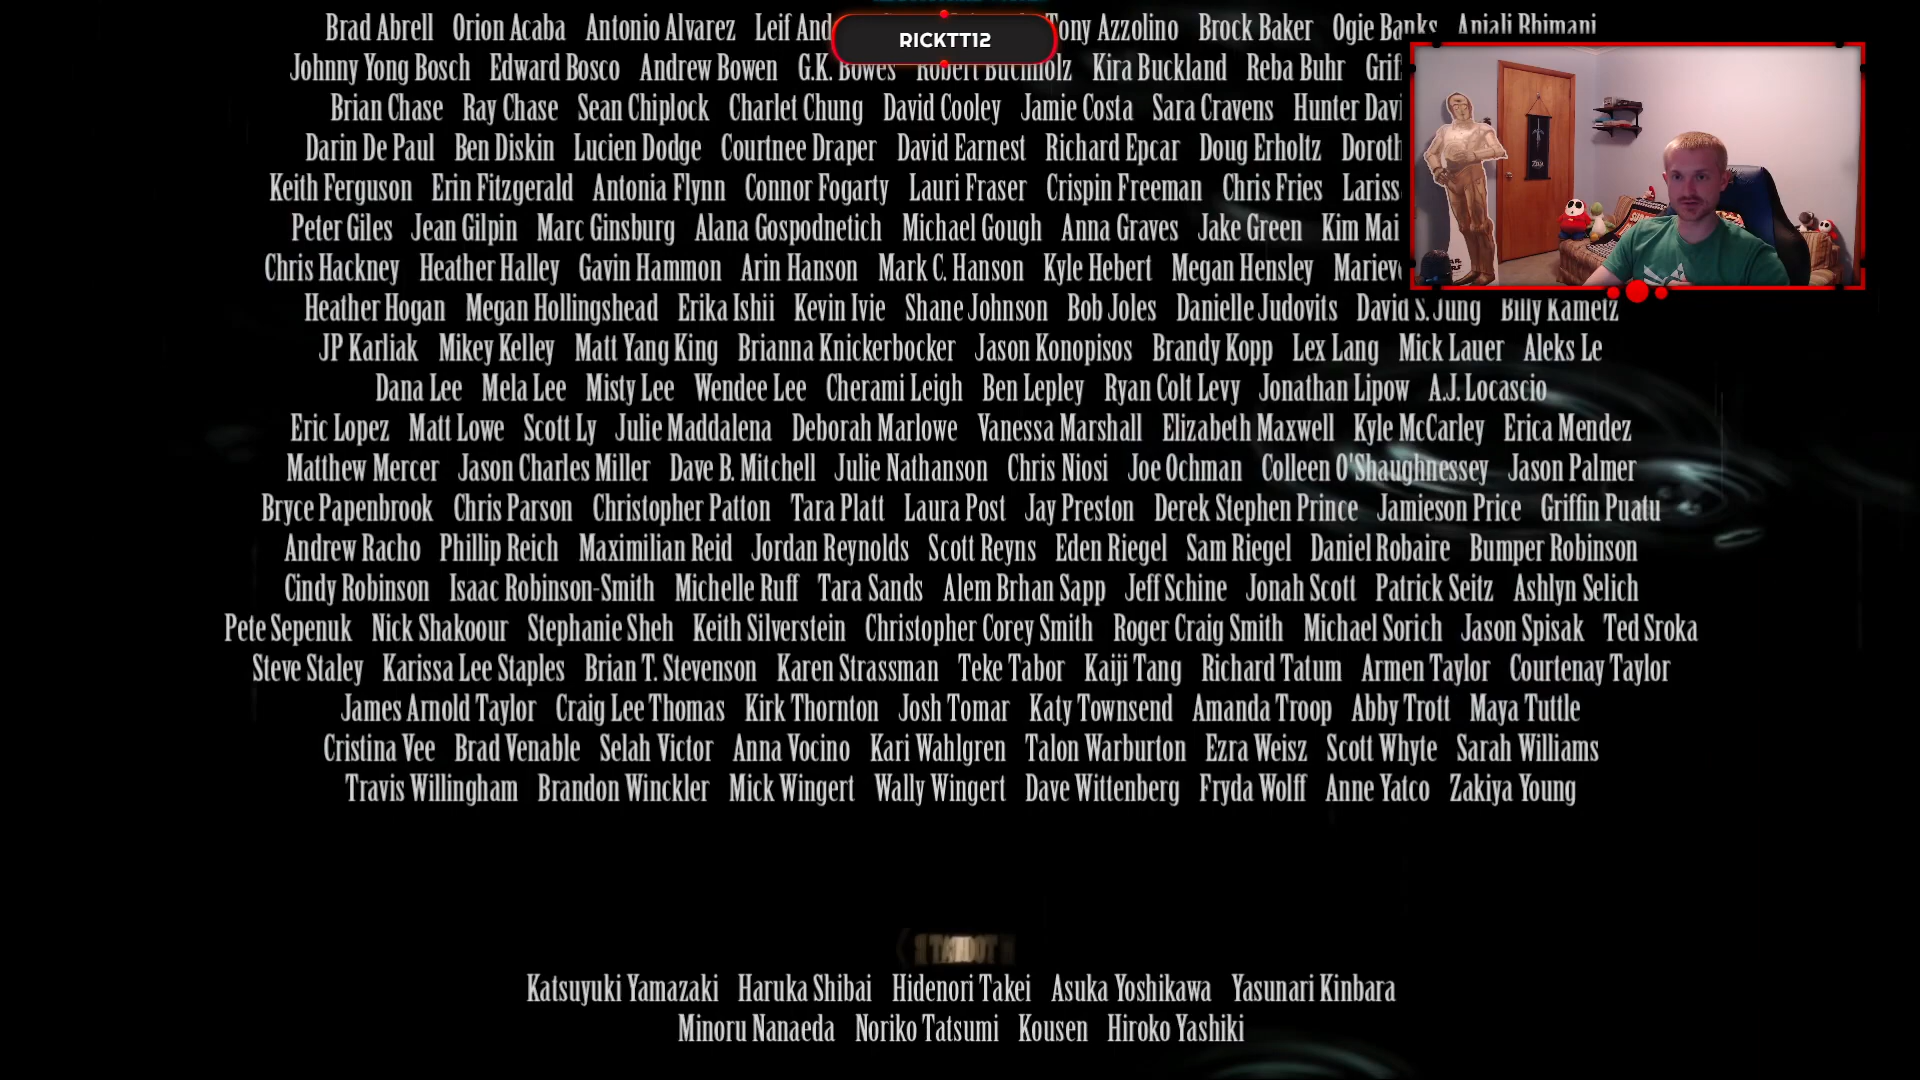 RICKTT12
Brad Abrell Orion Acaba Antonio Alvarez Leif Tony Azzolino Brock Baker Ogie Banks Anjali Bhimani
Johnny Yong Bosch Edward Bosco Andrew Bowen G.K. Bowes Robert Buchholz Kira Buckland Reba Buhr
Brian Chase Ray Chase Sean Chiplock Charlet Chung David Cooley Jamie Costa Sara Cravens Hunter
Darin De Paul Ben Diskin Lucien Dodge Courtnee Draper David Earnest Richard Epcar Doug Erholtz
Keith Ferguson Erin Fitzgerald Antonia Flynn Connor Fogarty Lauri Fraser Crispin Freeman Chris Fries
Peter Giles Jean Gilpin Marc Ginsburg Alana Gospodnetich Michael Gough Anna Graves Jake Green Kim Mai
Chris Hackney Heather Halley Gavin Hammon Arin Hanson Mark C. Hanson Kyle Hebert Megan Hensley
Heather Hogan Megan Hollingshead Erika Ishii Kevin Ivie Shane Johnson Bob Joles Danielle Judovits David S. Jung Billy Kametz
JP Karliak Mikey Kelley Matt Yang King Brianna Knickerbocker Jason Konopisos Brandy Kopp Lex Lang Mick Lauer Aleks Le
Dana Lee Mela Lee Misty Lee Wendee Lee Cherami Leigh Ben Lepley Ryan Colt Levy Jonathan Lipow A.J. Locascio
Eric Lopez Matt Lowe Scott Ly Julie Maddalena Deborah Marlowe Vanessa Marshall Elizabeth Maxwell Kyle McCarley Erica Mendez
Matthew Mercer Jason Charles Miller Dave B. Mitchell Julie Nathanson Chris Niosi Joe Ochman Colleen O'Shaughnessey Jason Palmer
Bryce Papenbrook Chris Parson Christopher Patton Tara Platt Laura Post Jay Preston Derek Stephen Prince Jamieson Price Griffin Puatu
Andrew Racho Phillip Reich Maximilian Reid Jordan Reynolds Scott Reyns Eden Riegel Sam Riegel Daniel Robaire Bumper Robinson
Cindy Robinson Isaac Robinson-Smith Michelle Ruff Tara Sands Alem Brhan Sapp Jeff Schine Jonah Scott Patrick Seitz Ashlyn Selich
Pete Sepenuk Nick Shakoour Stephanie Sheh Keith Silverstein Christopher Corey Smith Roger Craig Smith Michael Sorich Jason Spisak Ted Sroka
Steve Staley Karissa Lee Staples Brian T. Stevenson Karen Strassman Teke Tabor Kaiji Tang Richard Tatum Armen Taylor Courtenay Taylor
James Arnold Taylor Craig Lee Thomas Kirk Thornton Josh Tomar Katy Townsend Amanda Troop Abby Trott Maya Tuttle
Cristina Vee Brad Venable Selah Victor Anna Vocino Kari Wahlgren Talon Warburton Ezra Weisz Scott Whyte Sarah Williams
Travis Willingham Brandon Winckler Mick Wingert Wally Wingert Dave Wittenberg Fryda Wolff Anne Yatco Zakiya Young
Katsuyuki Yamazaki Haruka Shibai Hidenori Takei Asuka Yoshikawa Yasunari Kinbara
Minoru Nanaeda Noriko Tatsumi Kousen Hiroko Yashiki